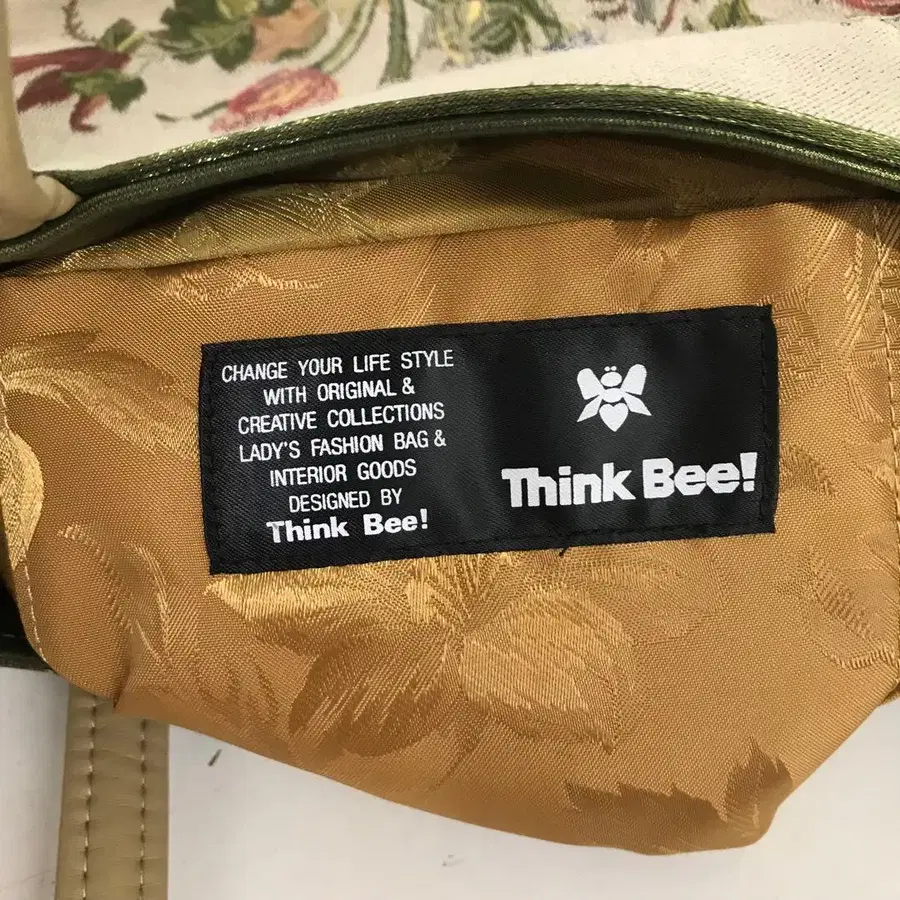 CHANGE YOUR LIFE STYLE
WITH ORIGINAL &
CREATIVE COLLECTIONS
LADY'S FASHION BAG &
INTERIOR GOODS
DESIGNED BY
Think Bee!
Think Bee!